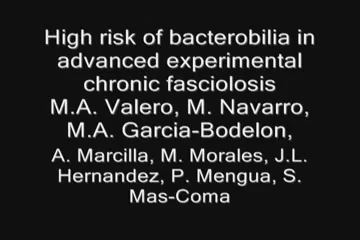 High risk of bacterobilia in
advanced experimental
chronic fasciolosis
M.A. Valero, M. Navarro,
M.A. Garcia-Bodelon,
A. Marcilla, M. Morales, J.L.
Hernandez, P. Mengua, S.
Mas-Coma